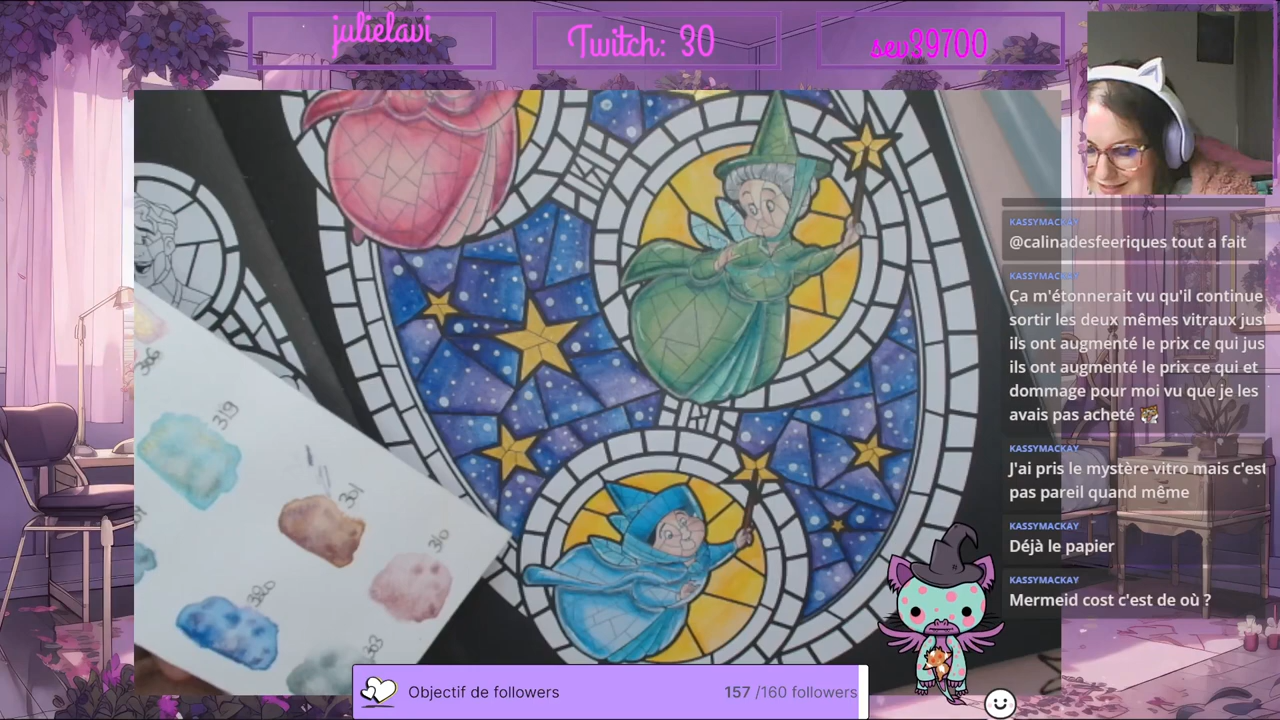 julielavi
Twitch: 30
sev39700
KASSYMACKAY
@calinadesfeeriques tout a fait
KASSYMACKAY
Ça m'étonnerait vu qu'il continue
sortir les deux mêmes vitraux jus
ils ont augmenté le prix ce qui jus
ils ont augmenté le prix ce qui et
dommage pour moi vu que je les
avais pas acheté
KASSYMACKAY
J'ai pris le mystère vitro mais c'est
pas pareil quand même
KASSYMACKAY
Déjà le papier
KASSYMACKAY
Mermeid cost c'est de où ?
306
319
301
310
320
303
Objectif de followers
157 /160 followers